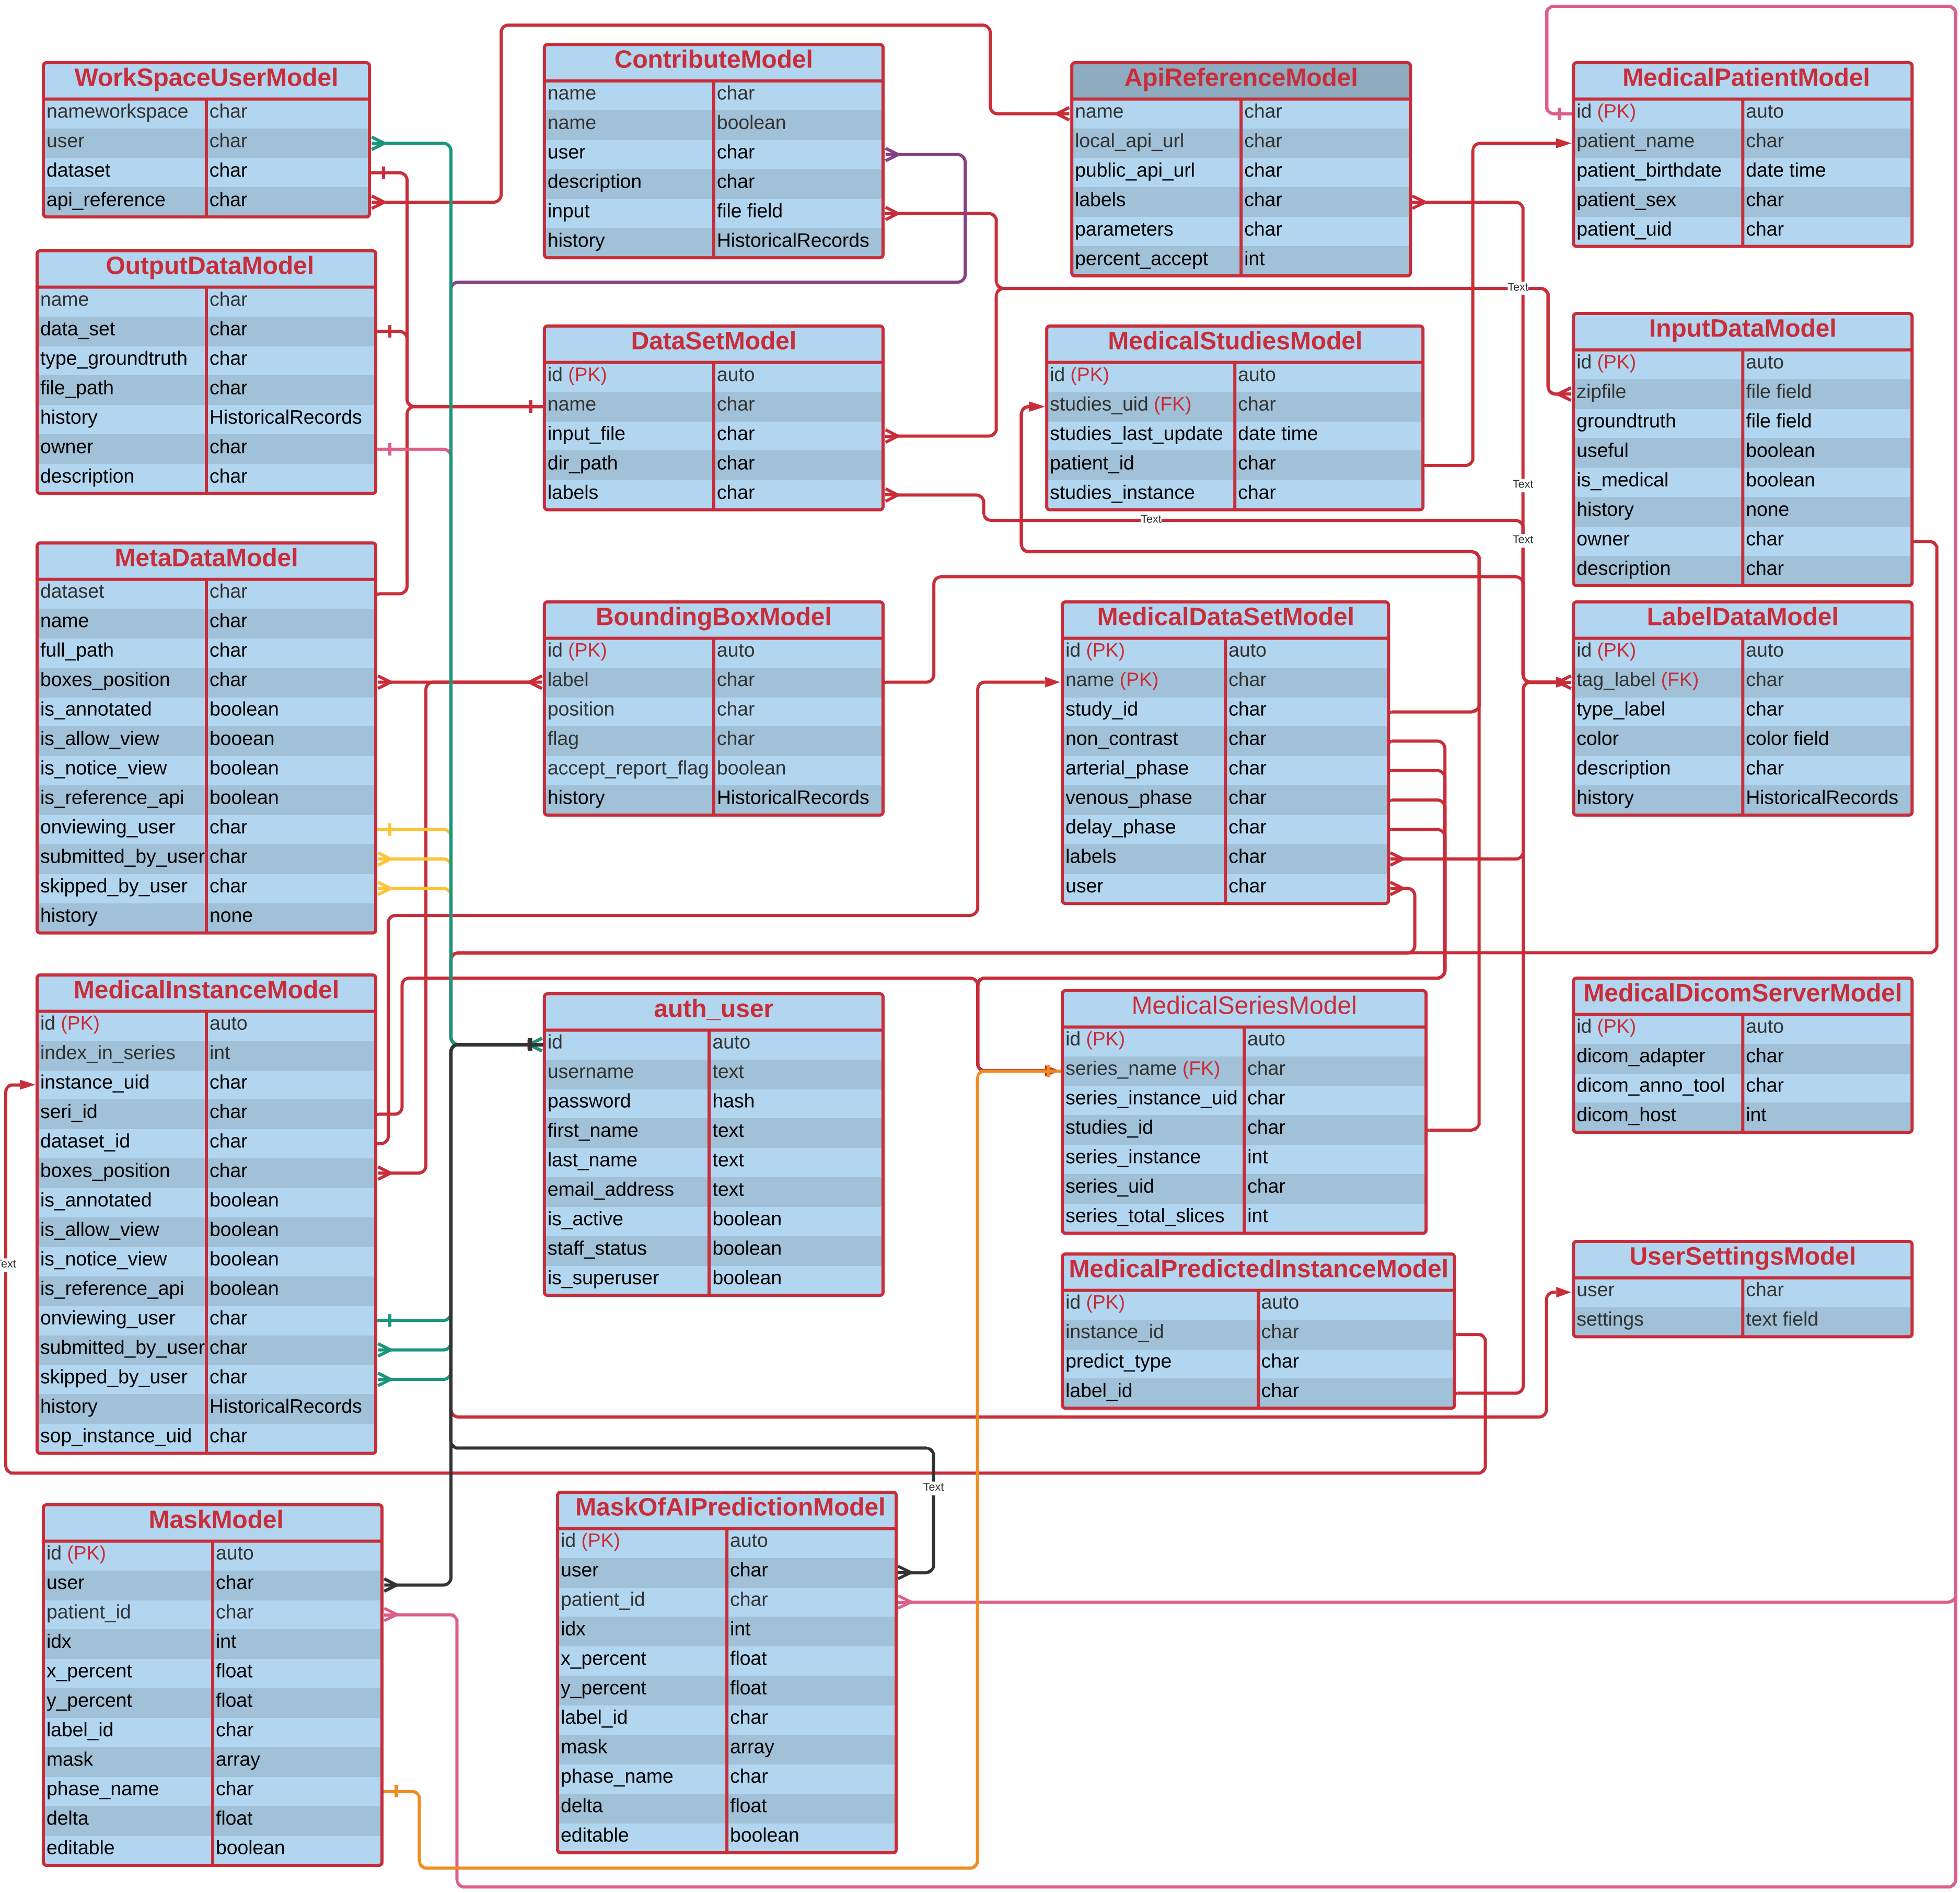 WorkSpaceUserModel
nameworkspace char
user char
dataset char
api_reference char
ContributeModel
name char
name boolean
user char
description char
input file field
history HistoricalRecords
ApiReferenceModel
name char
local_api_url char
public_api_url char
labels char
parameters char
percent_accept int
MedicalPatientModel
id (PK) auto
patient_name char
patient_birthdate date time
patient_sex char
patient_uid char
OutputDataModel
name char
data_set char
type_groundtruth char
file_path char
history HistoricalRecords
owner char
description char
Text
DataSetModel
id (PK) auto
name char
input_file char
dir_path char
labels char
MedicalStudiesModel
id (PK) auto
studies_uid (FK) char
studies_last_update date time
patient_id char
studies_instance char
Text
Text
Text
InputDataModel
id (PK) auto
zipfile file field
groundtruth file field
useful boolean
is_medical boolean
history none
owner char
description char
MetaDataModel
dataset char
name char
full_path char
boxes_position char
is_annotated boolean
is_allow_view booean
is_notice_view boolean
is_reference_api boolean
onviewing_user char
submitted_by_user char
skipped_by_user char
history none
BoundingBoxModel
id (PK) auto
label char
position char
flag char
accept_report_flag boolean
history HistoricalRecords
MedicalDataSetModel
id (PK) auto
name (PK) char
study_id char
non_contrast char
arterial_phase char
venous_phase char
delay_phase char
labels char
user char
LabelDataModel
id (PK) auto
tag_label (FK) char
type_label char
color color field
description char
history HistoricalRecords
MedicalInstanceModel
id (PK) auto
index_in_series int
instance_uid char
seri_id char
dataset_id char
boxes_position char
is_annotated boolean
is_allow_view boolean
is_notice_view boolean
is_reference_api boolean
onviewing_user char
submitted_by_user char
skipped_by_user char
history HistoricalRecords
sop_instance_uid char
Text
auth_user
id auto
username text
password hash
first_name text
last_name text
email_address text
is_active boolean
staff_status boolean
is_superuser boolean
MedicalSeriesModel
id (PK) auto
series_name (FK) char
series_instance_uid char
studies_id char
series_instance int
series_uid char
series_total_slices int
MedicalDicomServerModel
id (PK) auto
dicom_adapter char
dicom_anno_tool char
dicom_host int
MedicalPredictedInstanceModel
id (PK) auto
instance_id char
predict_type char
label_id char
UserSettingsModel
user char
settings text field
Text
MaskModel
id (PK) auto
user char
patient_id char
idx int
x_percent float
y_percent float
label_id char
mask array
phase_name char
delta float
editable boolean
MaskOfAIPredictionModel
id (PK) auto
user char
patient_id char
idx int
x_percent float
y_percent float
label_id char
mask array
phase_name char
delta float
editable boolean